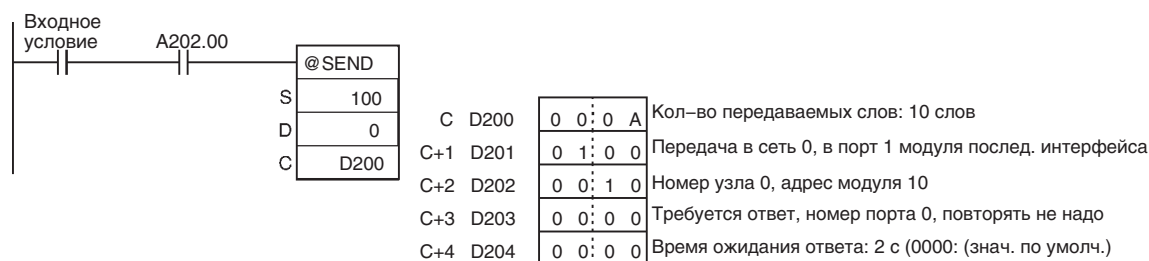 Входное
условие A202.00
@SEND
S 100
D 0
C D200
C D200 0 0 0 A Кол–во передаваемых слов: 10 слов
C+1 D201 0 1 0 0 Передача в сеть 0, в порт 1 модуля послед. интерфейса
C+2 D202 0 0 1 0 Номер узла 0, адрес модуля 10
C+3 D203 0 0 0 0 Требуется ответ, номер порта 0, повторять не надо
C+4 D204 0 0 0 0 Время ожидания ответа: 2 с (0000: (знач. по умолч.)